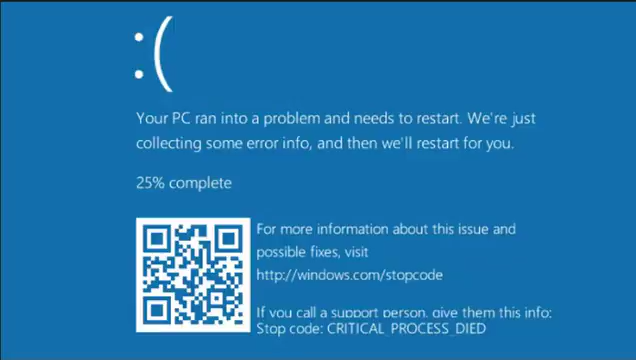 :(
Your PC ran into a problem and needs to restart. We're just
collecting some error info, and then we'll restart for you.
25% complete
For more information about this issue and
possible fixes, visit
http://windows.com/stopcode
If you call a support person, give them this info:
Stop code: CRITICAL_PROCESS_DIED